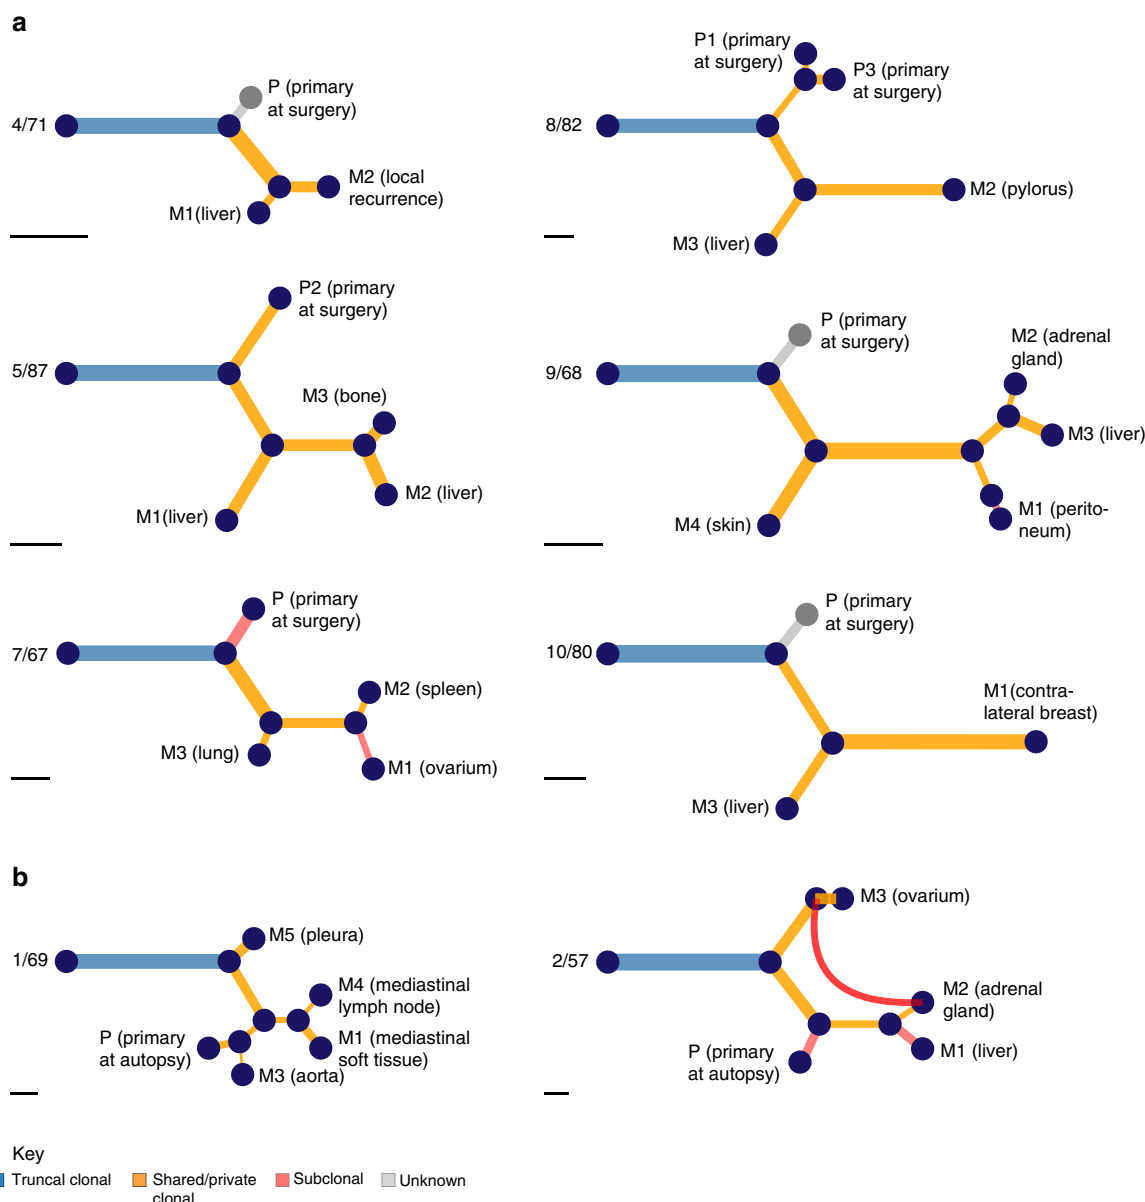 a
4/71
P (primary
at surgery)
M2 (local
recurrence)
M1(liver)
8/82
P1 (primary
at surgery)
P3 (primary
at surgery)
M2 (pylorus)
M3 (liver)
5/87
P2 (primary
at surgery)
M3 (bone)
M2 (liver)
M1(liver)
9/68
P (primary
at surgery)
M2 (adrenal
gland)
M3 (liver)
M1 (perito-
neum)
M4 (skin)
7/67
P (primary
at surgery)
M2 (spleen)
M3 (lung)
M1 (ovarium)
10/80
P (primary
at surgery)
M1(contra-
lateral breast)
M3 (liver)
b
1/69
M5 (pleura)
M4 (mediastinal
lymph node)
P (primary
at autopsy)
M1 (mediastinal
soft tissue)
M3 (aorta)
2/57
M3 (ovarium)
M2 (adrenal
gland)
P (primary
at autopsy)
M1 (liver)
Key
Truncal clonal
Shared/private
clonal
Subclonal
Unknown